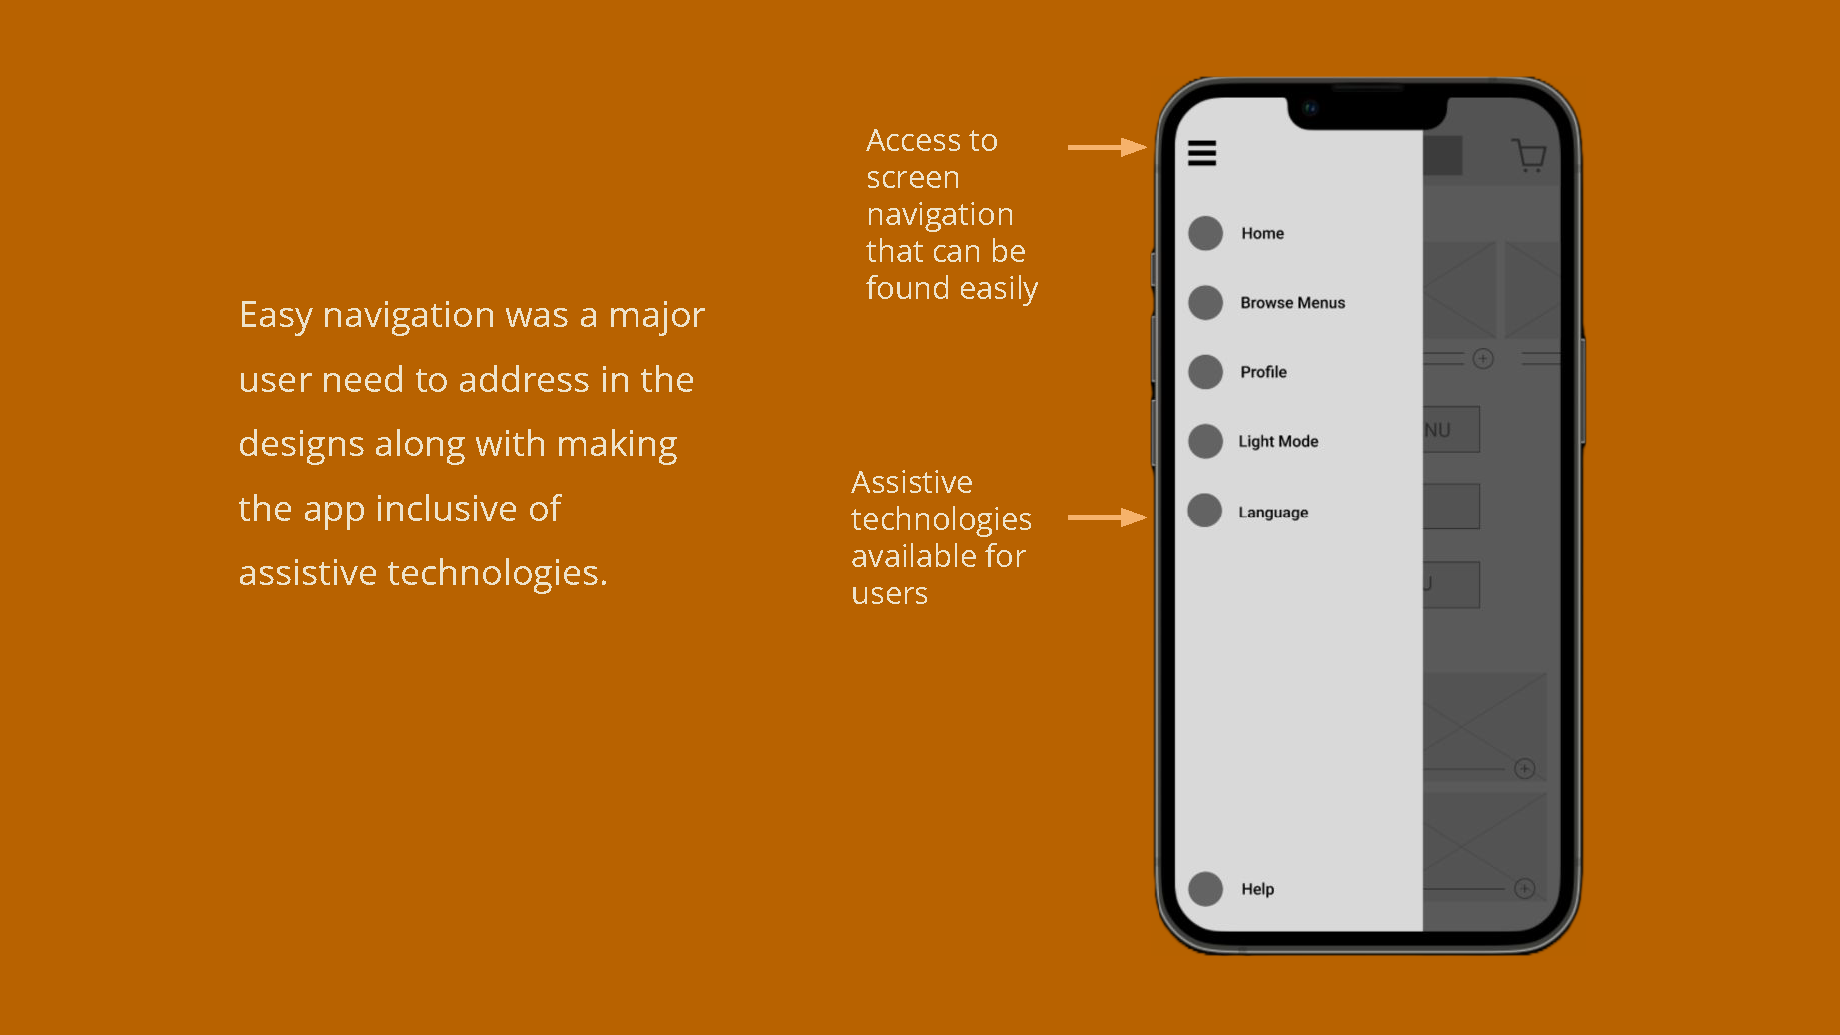 Easy navigation was a major
user need to address in the
designs along with making
the app inclusive of
assistive technologies.
Access to
screen
navigation
that can be
found easily
Assistive
technologies
available for
users
Home
Browse Menus
Profile
Light Mode
Language
Help
NU
U